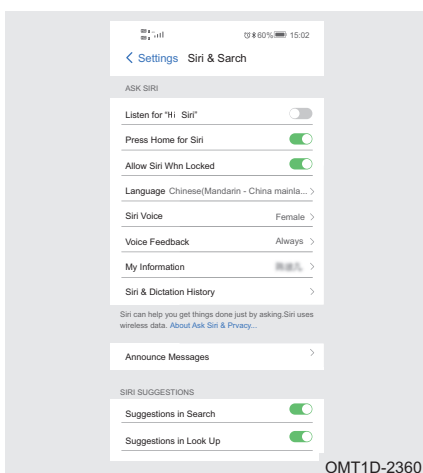 60% 15:02
Settings Siri & Sarch
ASK SIRI
Listen for "Hi Siri"
Press Home for Siri
Allow Siri Whn Locked
Language Chinese(Mandarin - China mainla...
Siri Voice Female
Voice Feedback Always
My Information
Siri & Dictation History
Siri can help you get things done just by asking.Siri uses
wireless data. About Ask Siri & Prvacy...
Announce Messages
SIRI SUGGESTIONS
Suggestions in Search
Suggestions in Look Up
OMT1D-2360